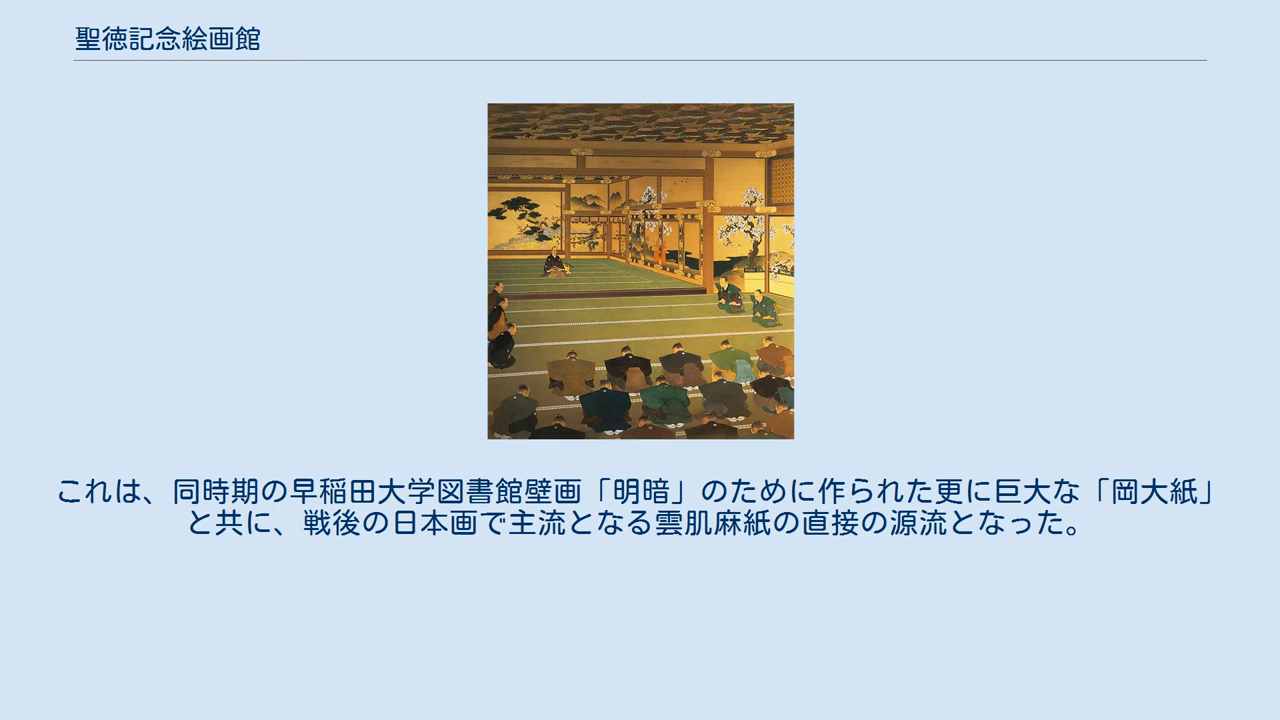 聖徳記念絵画館
これは、同時期の早稲田大学図書館壁画「明暗」のために作られた更に巨大な「岡大紙」
と共に、戦後の日本画で主流となる雲肌麻紙の直接の源流となった。